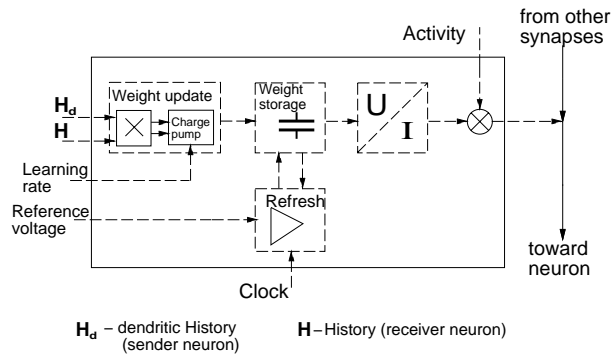 from other
synapses
Activity
Weight update
Weight
storage
H_d
H
Charge
pump
U
I
Learning
rate
Reference
voltage
Refresh
toward
neuron
Clock
H_d – dendritic History
(sender neuron)
H – History (receiver neuron)